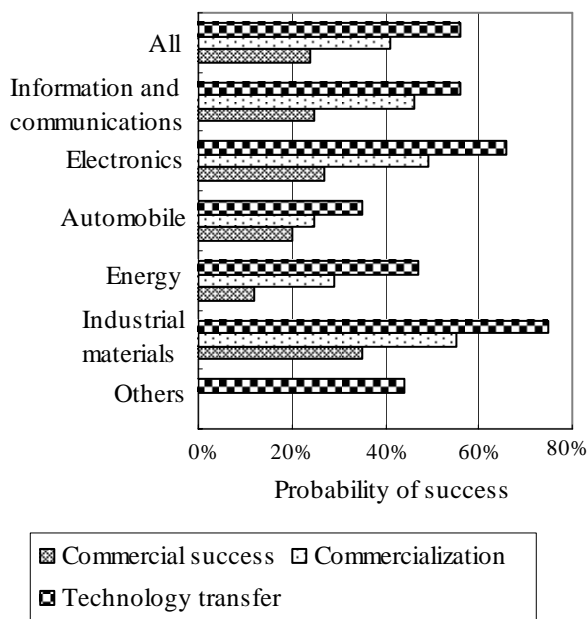 All
Information and
communications
Electronics
Automobile
Energy
Industrial
materials
Others
0% 20% 40% 60% 80%
Probability of success
Commercial success Commercialization
Technology transfer